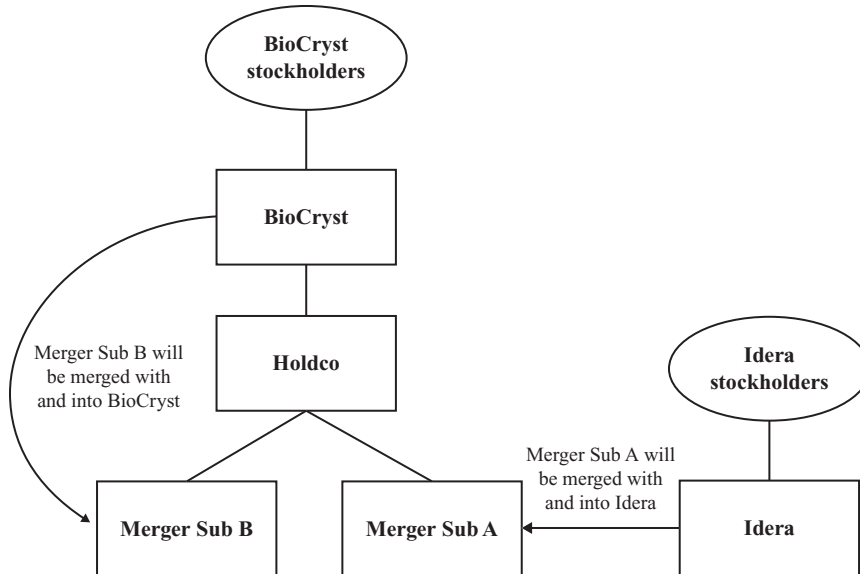 BioCryst
stockholders
BioCryst
Holdco
Merger Sub B will
be merged with
and into BioCryst
Idera
stockholders
Merger Sub A will
be merged with
and into Idera
Merger Sub B
Merger Sub A
Idera